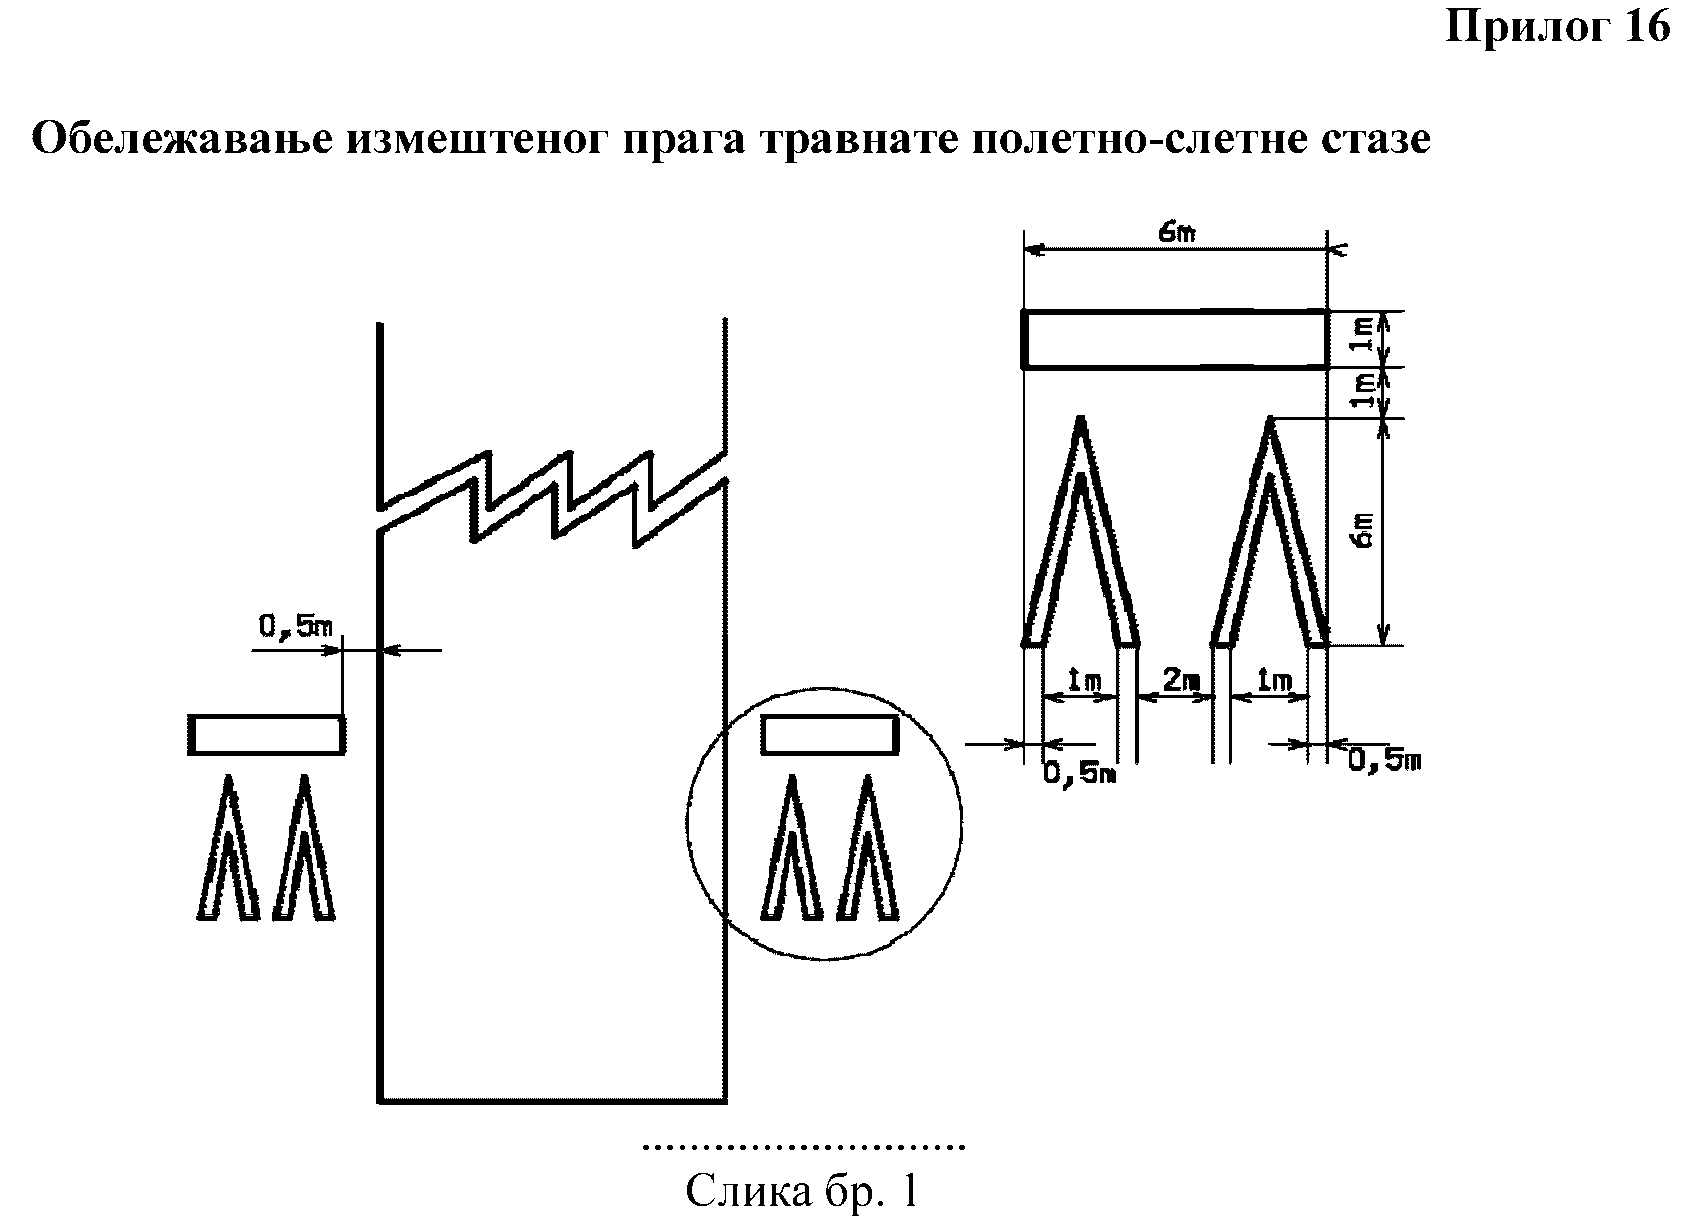 Прилог 16
Обележавање измештеног прага травнате полетно-слетне стазе
6m
1m
1m
6m
0,5m
1m 2m 1m
0,5m 0,5m
..............................
Слика бр. 1